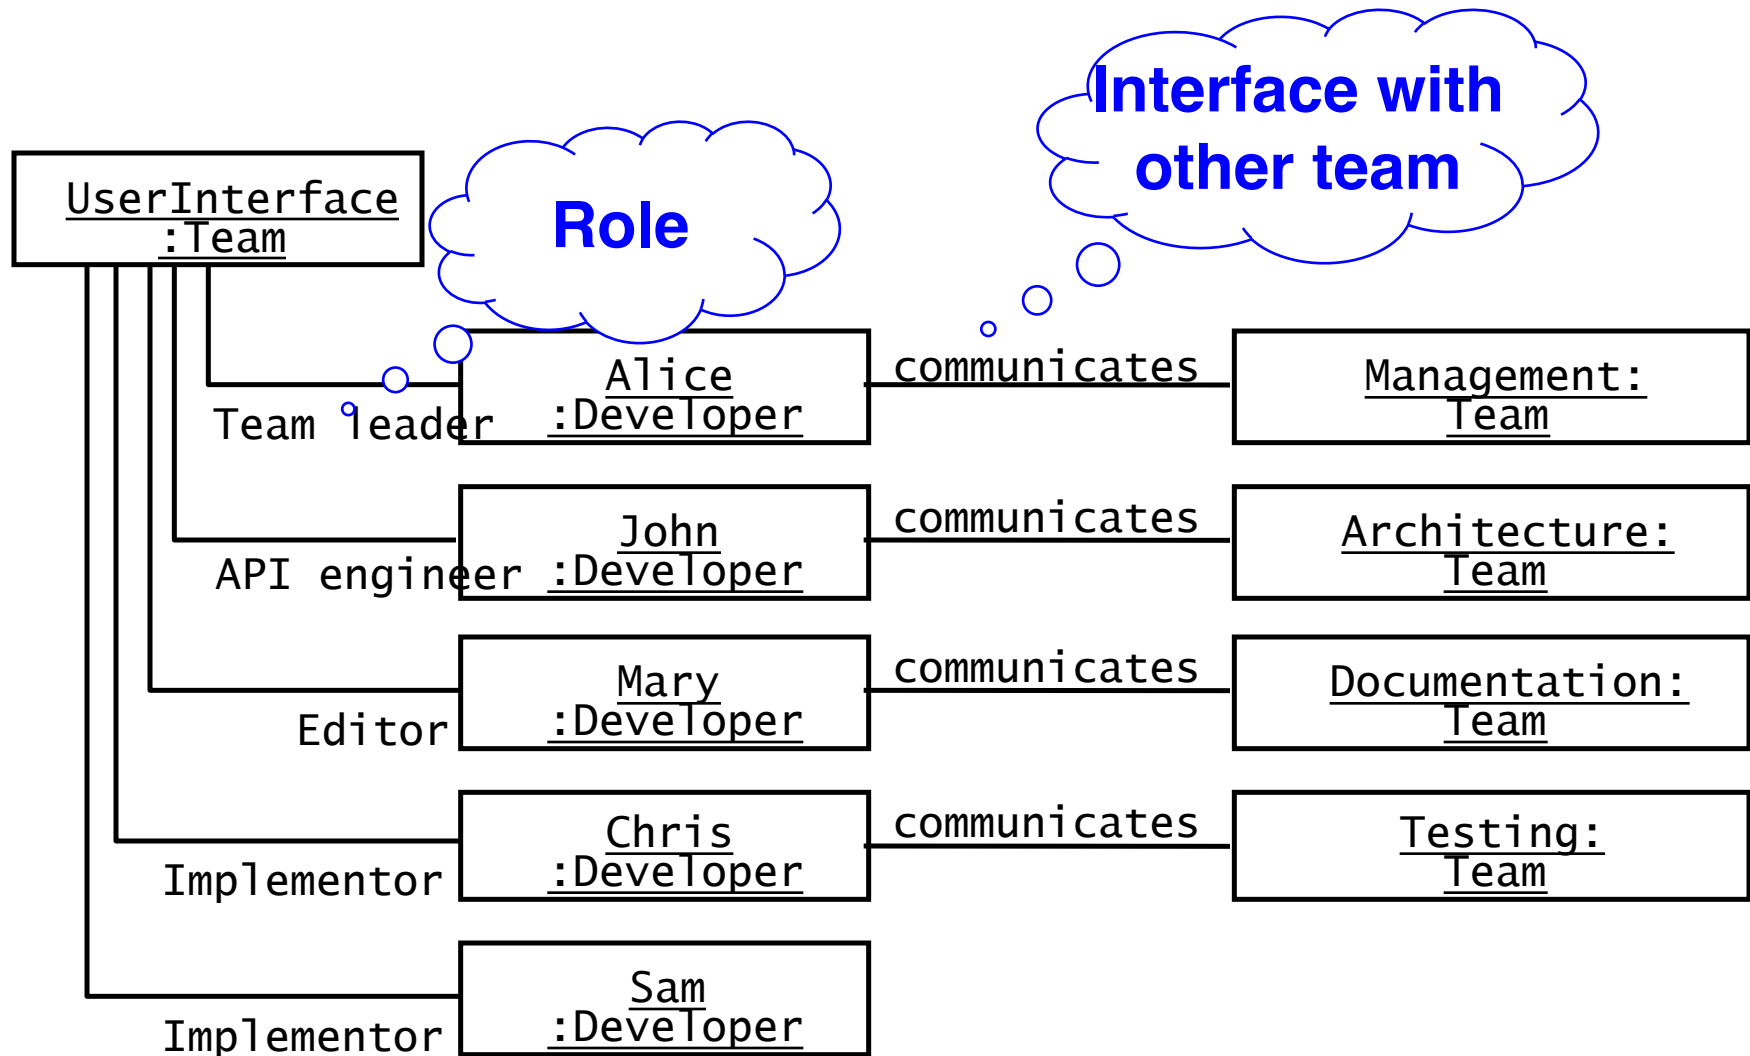 Interface with
other team
UserInterface
:Team
Role
Alice
:Developer
communicates
Management:
Team
Team leader
John
:Developer
communicates
Architecture:
Team
API engineer
Mary
:Developer
communicates
Documentation:
Team
Editor
Chris
:Developer
communicates
Testing:
Team
Implementor
Sam
:Developer
Implementor